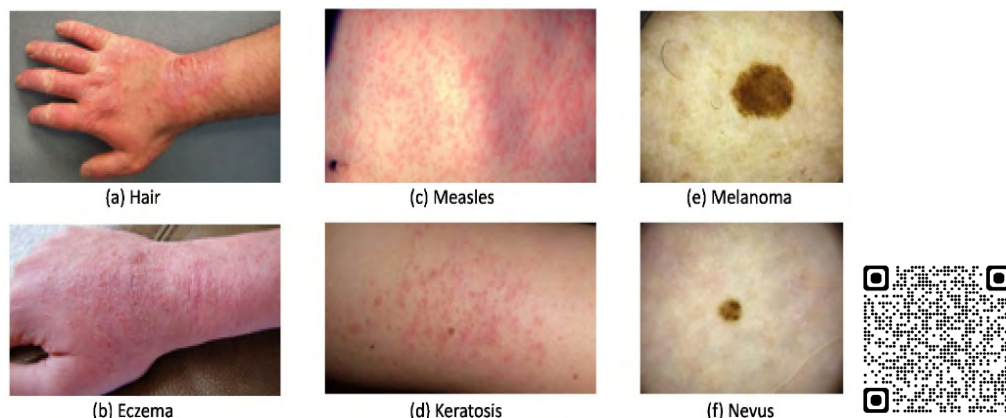 (a) Hair
(c) Measles
(e) Melanoma
(b) Eczema
(d) Keratosis
(f) Nevus